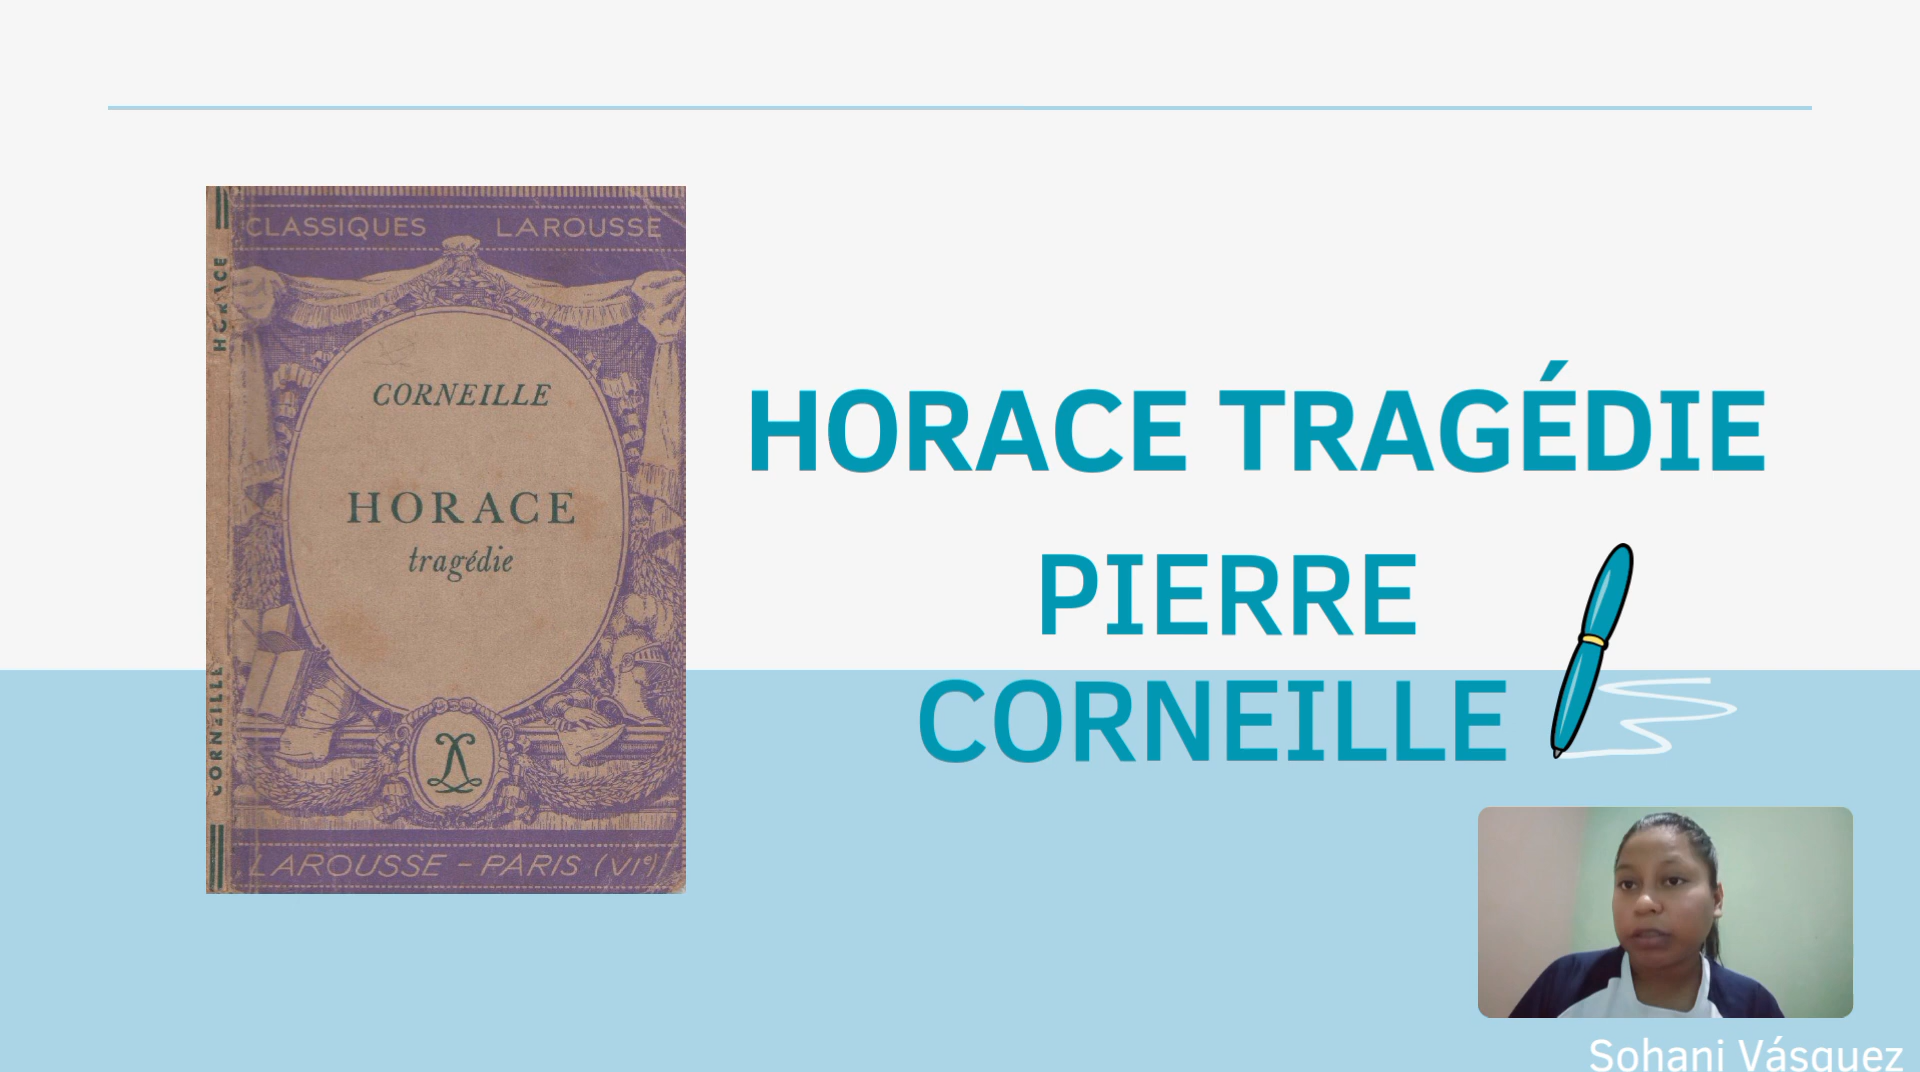 CLASSIQUES LAROUSSE
HORACE
CORNEILLE
CORNEILLE
HORACE
tragédie
LAROUSSE – PARIS (VIe)
HORACE TRAGÉDIE
PIERRE
CORNEILLE
Sohani Vásquez